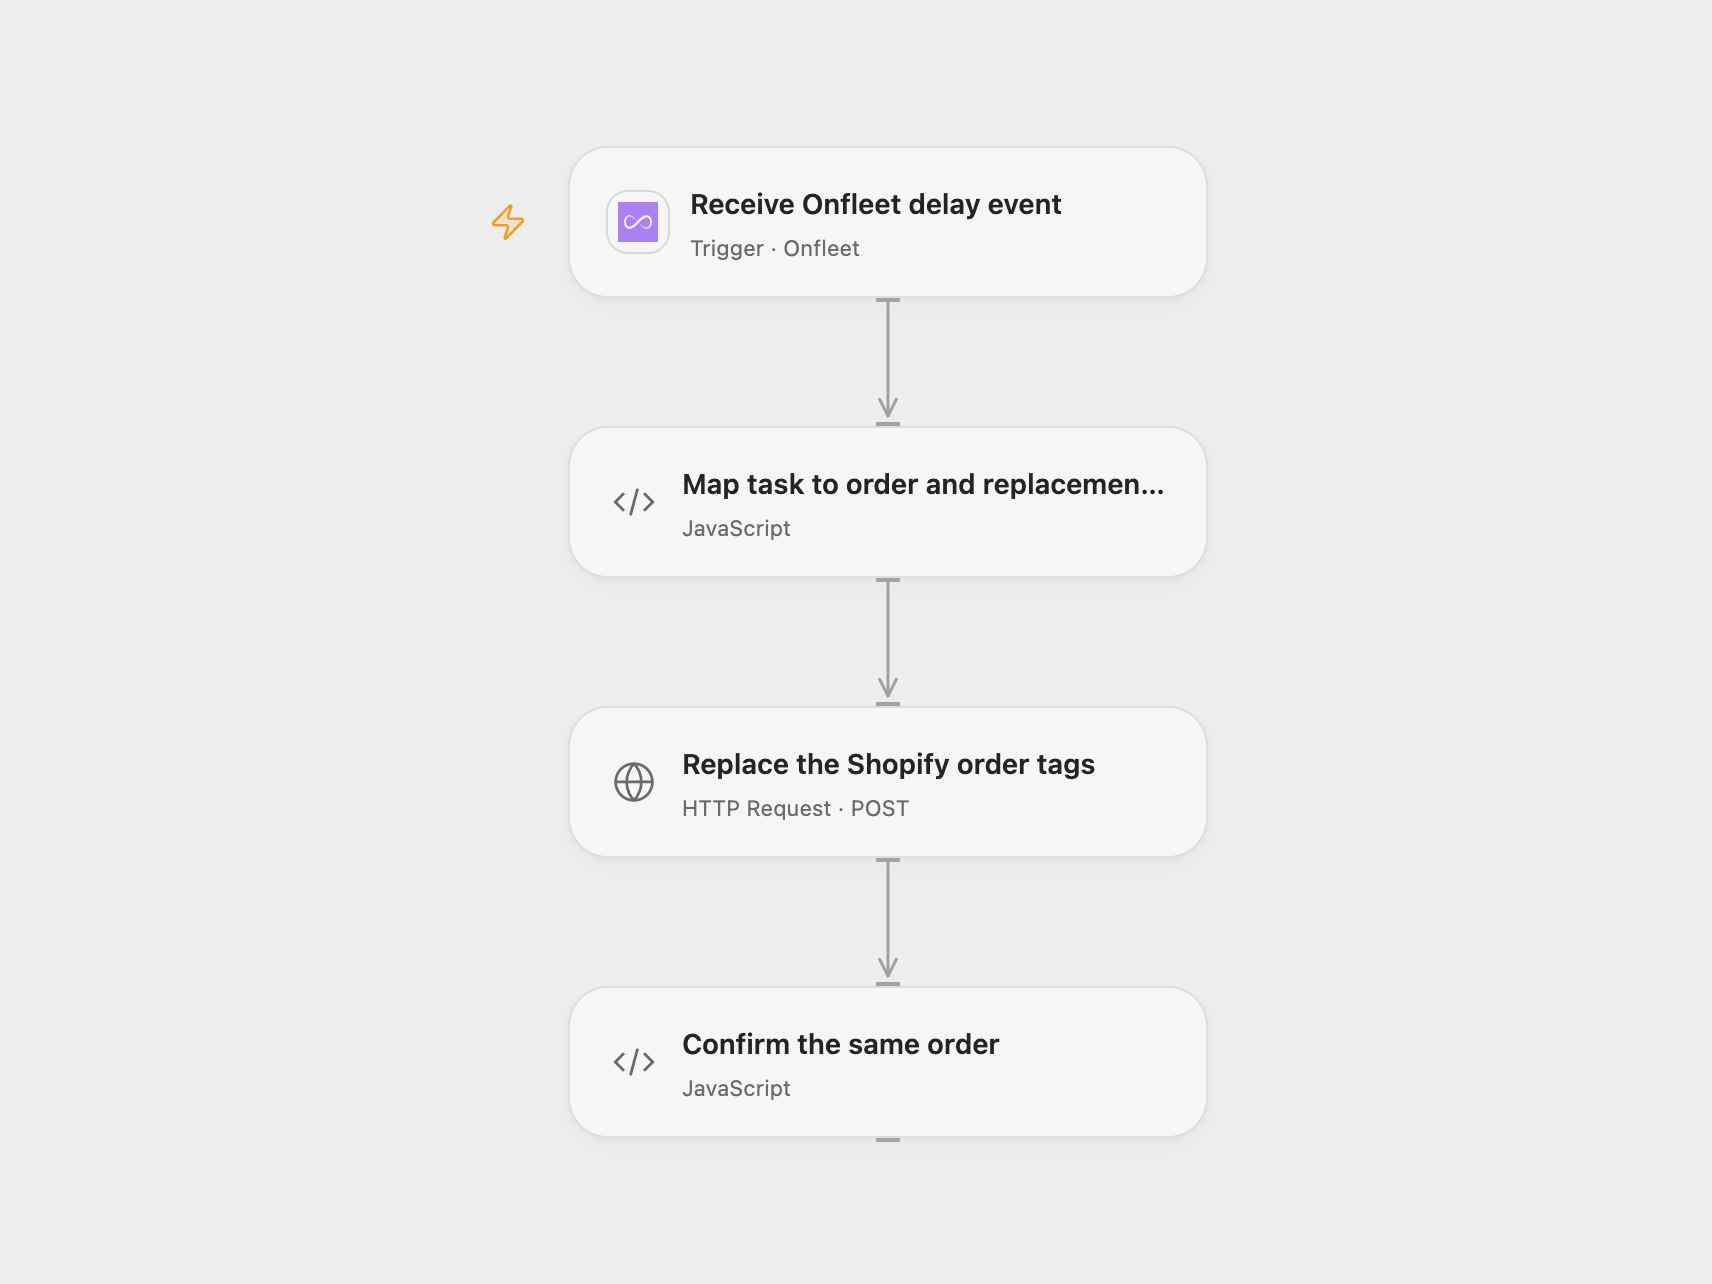 Receive Onfleet delay event
Trigger · Onfleet
Map task to order and replacemen...
JavaScript
Replace the Shopify order tags
HTTP Request · POST
Confirm the same order
JavaScript